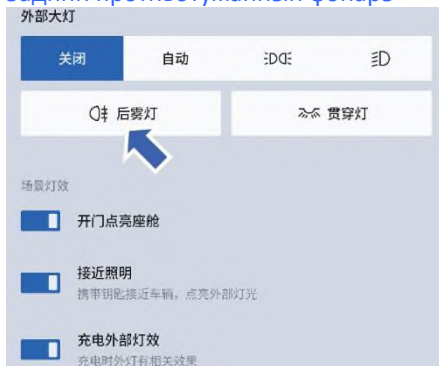 Задний противотуманный фонарь
外部大灯
关闭 自动
后雾灯 贯穿灯
场景灯效
开门点亮座舱
接近照明
携带钥匙接近车辆，点亮外部灯光
充电外部灯效
充电时外灯有相关效果